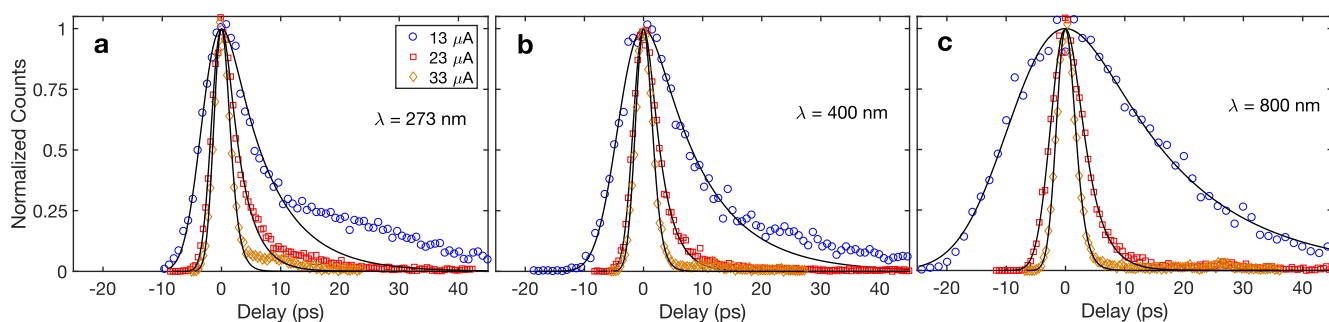 a
13 μA
23 μA
33 μA
λ = 273 nm
b
λ = 400 nm
c
λ = 800 nm
Normalized Counts
1
0.75
0.5
0.25
0
-20 -10 0 10 20 30 40
-20 -10 0 10 20 30 40
-20 -10 0 10 20 30 40
Delay (ps)
Delay (ps)
Delay (ps)